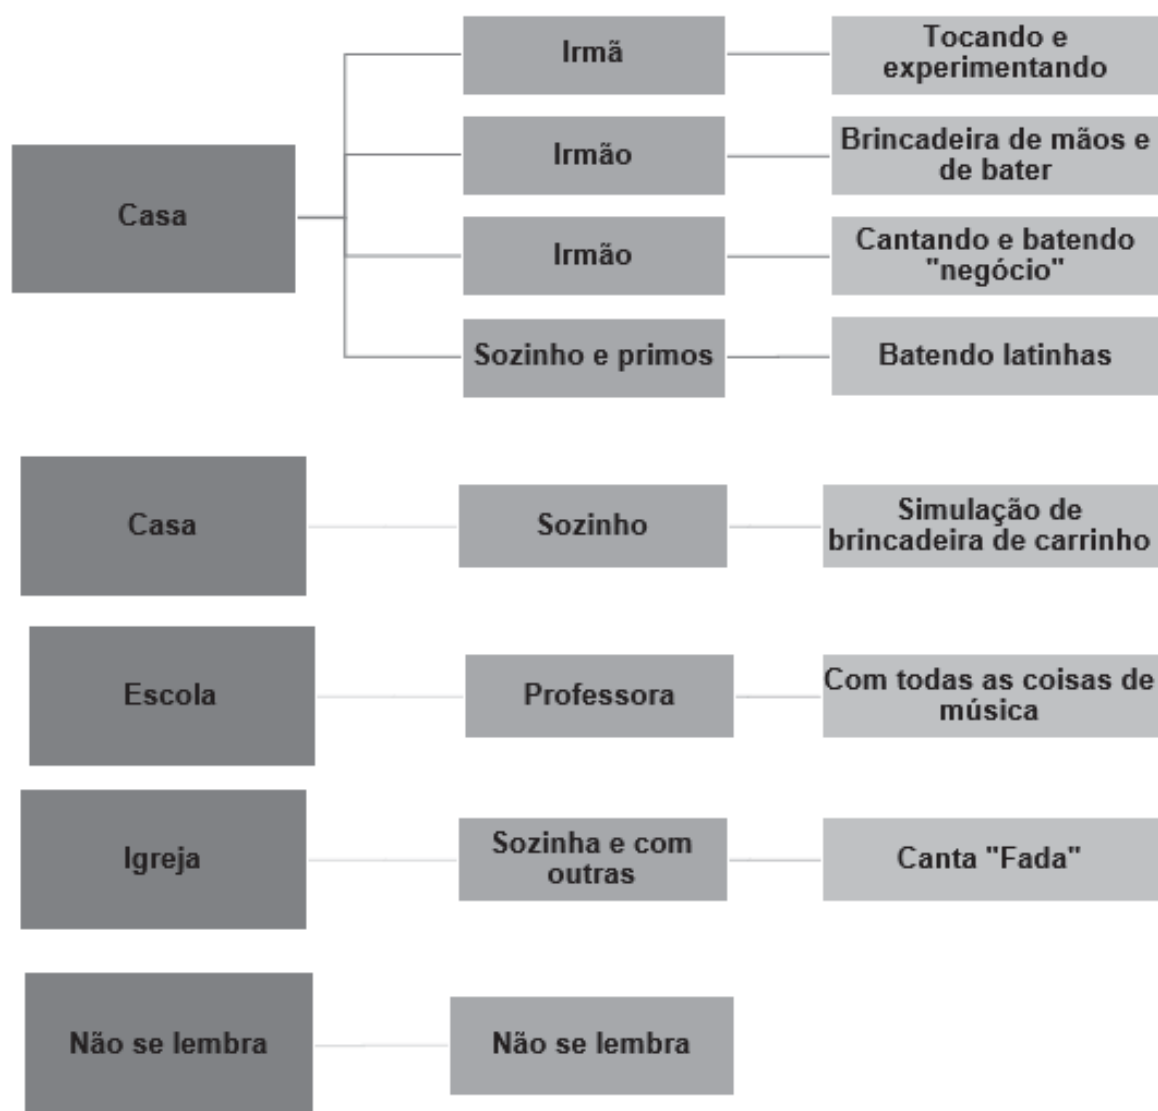 Irmã
Tocando e
experimentando
Casa
Irmão
Brincadeira de mãos e
de bater
Irmão
Cantando e batendo
"negócio"
Sozinho e primos
Batendo latinhas
Casa
Sozinho
Simulação de
brincadeira de carrinho
Escola
Professora
Com todas as coisas de
música
Igreja
Sozinha e com
outras
Canta "Fada"
Não se lembra
Não se lembra